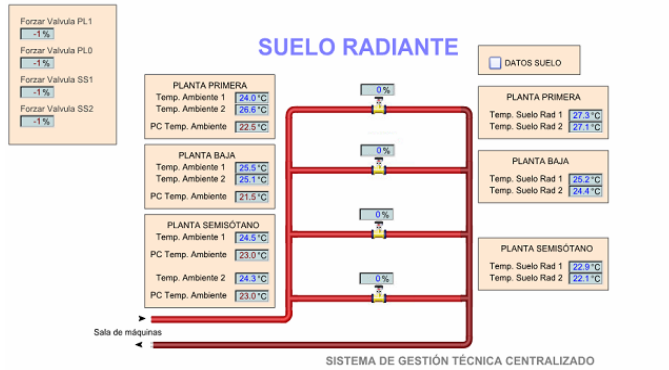 Forzar Valvula PL1
-1 %
Forzar Valvula PL0
-1 %
Forzar Valvula SS1
-1 %
Forzar Valvula SS2
-1 %
SUELO RADIANTE
DATOS SUELO
PLANTA PRIMERA
Temp. Ambiente 1 24.0 °C
Temp. Ambiente 2 26.6 °C
PC Temp. Ambiente 22.5 °C
PLANTA BAJA
Temp. Ambiente 1 25.5 °C
Temp. Ambiente 2 25.1 °C
PC Temp. Ambiente 21.5 °C
PLANTA SEMISÓTANO
Temp. Ambiente 1 24.5 °C
PC Temp. Ambiente 23.0 °C
Temp. Ambiente 2 24.3 °C
PC Temp. Ambiente 23.0 °C
0 %
0 %
0 %
0 %
PLANTA PRIMERA
Temp. Suelo Rad 1 27.3 °C
Temp. Suelo Rad 2 27.1 °C
PLANTA BAJA
Temp. Suelo Rad 1 25.2 °C
Temp. Suelo Rad 2 24.4 °C
PLANTA SEMISÓTANO
Temp. Suelo Rad 1 22.9 °C
Temp. Suelo Rad 2 22.1 °C
Sala de máquinas
SISTEMA DE GESTIÓN TÉCNICA CENTRALIZADO